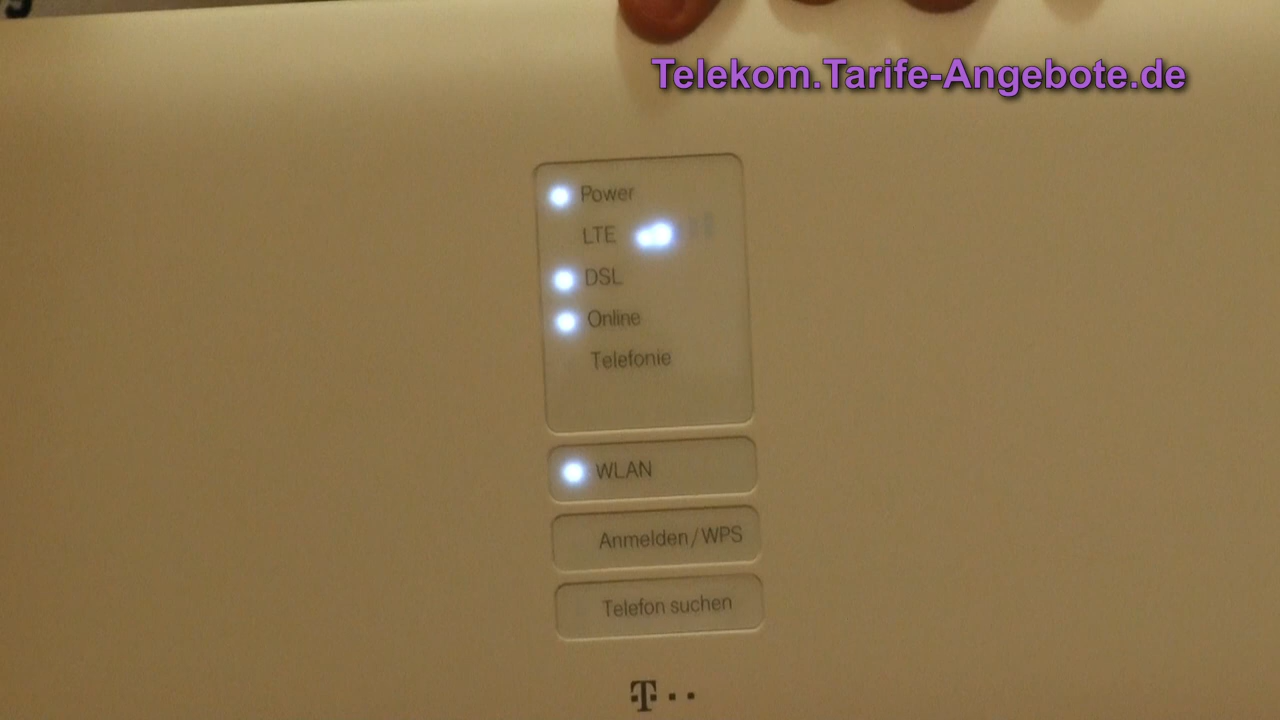 Telekom.Tarife-Angebote.de
Power
LTE
DSL
Online
Telefonie
WLAN
Anmelden/WPS
Telefon suchen
T